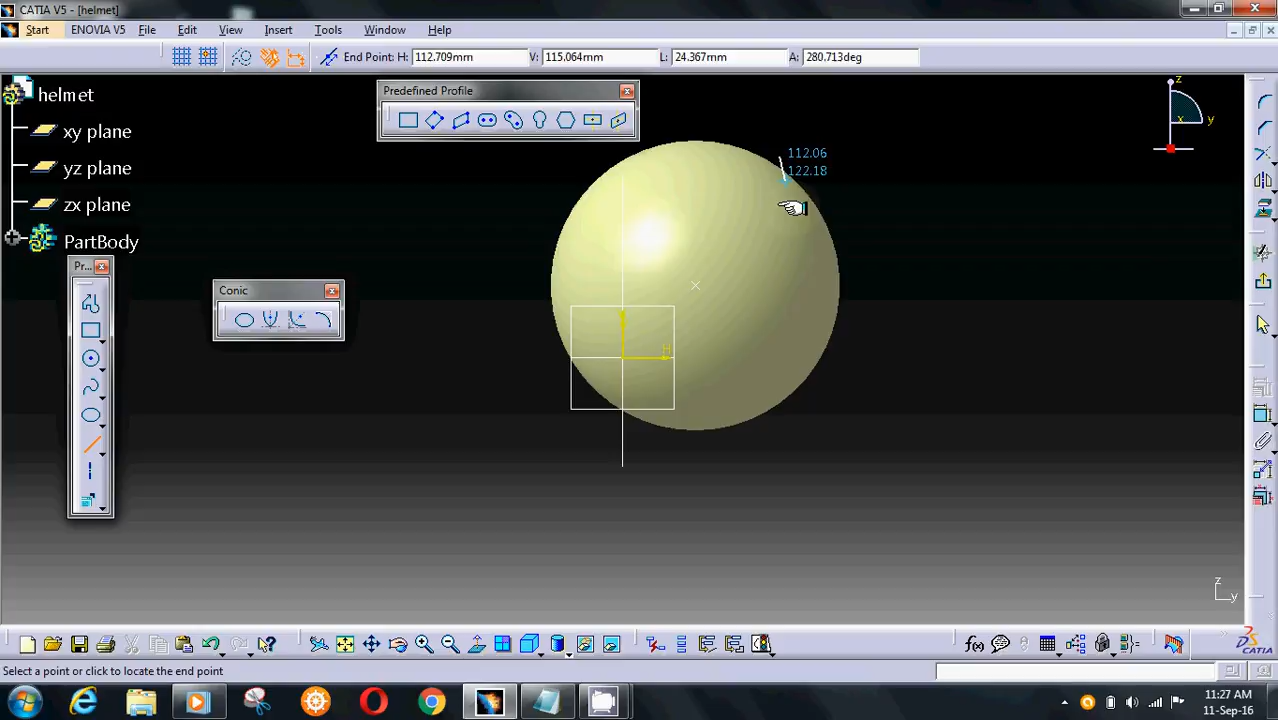 CATIA V5 - [helmet]
Start ENOVIA V5 File Edit View Insert Tools Window Help
End Point: H: 112.709mm V: 115.064mm L: 24.367mm A: 280.713deg
helmet
xy plane
yz plane
zx plane
PartBody
Predefined Profile
Pr...
Conic
112.06
122.18
H
z
x
y
z
y
f(x)
CATIA
Select a point or click to locate the end point
11:27 AM
11-Sep-16